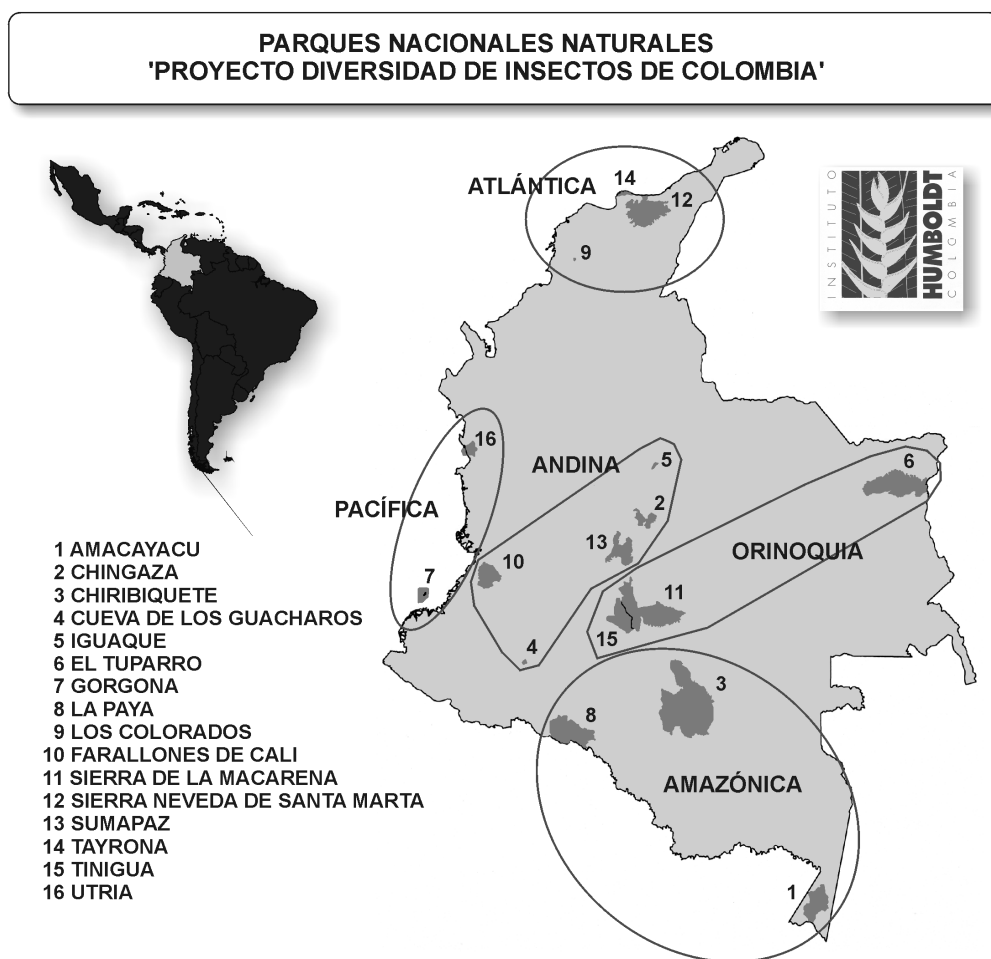 PARQUES NACIONALES NATURALES
'PROYECTO DIVERSIDAD DE INSECTOS DE COLOMBIA'
INSTITUTO
HUMBOLDT
COLOMBIA
ATLÁNTICA
14
12
9
16
ANDINA
5
6
PACÍFICA
2
13
ORINOQUIA
10
7
11
15
4
3
8
AMAZÓNICA
1
1 AMACAYACU
2 CHINGAZA
3 CHIRIBIQUETE
4 CUEVA DE LOS GUACHAROS
5 IGUAQUE
6 EL TUPARRO
7 GORGONA
8 LA PAYA
9 LOS COLORADOS
10 FARALLONES DE CALI
11 SIERRA DE LA MACARENA
12 SIERRA NEVEDA DE SANTA MARTA
13 SUMAPAZ
14 TAYRONA
15 TINIGUA
16 UTRIA